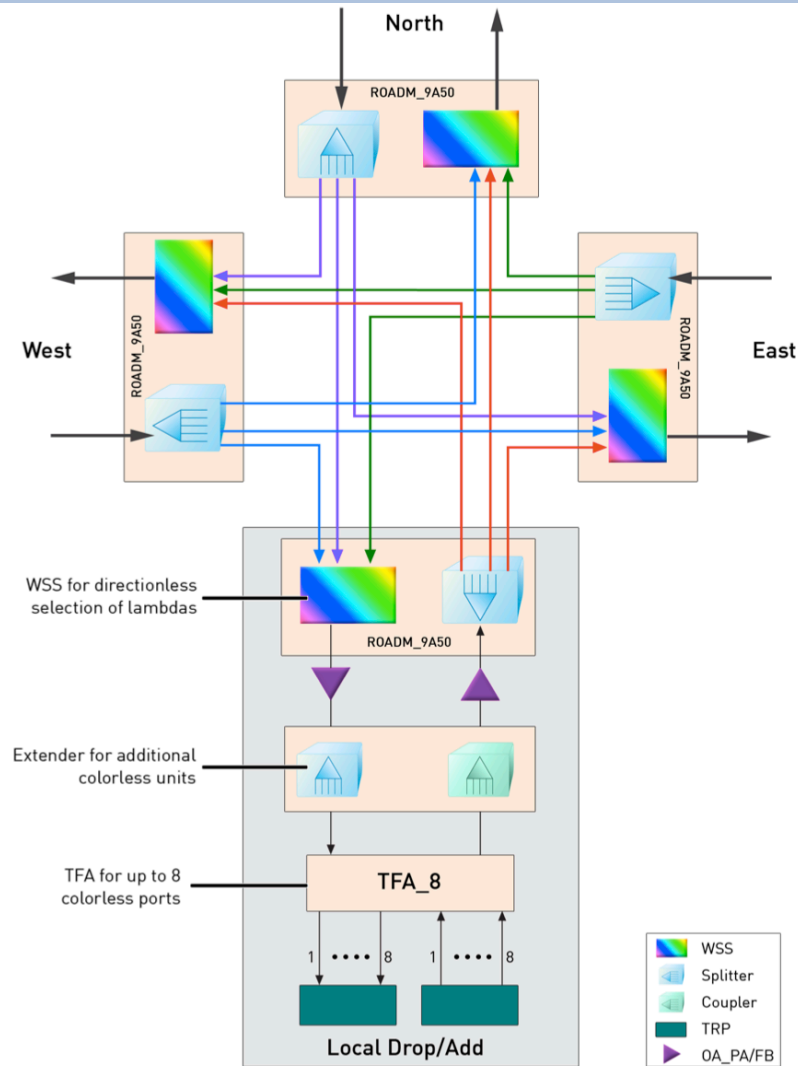 North
ROADM_9A50
ROADM_9A50
West
ROADM_9A50
East
WSS for directionless
selection of lambdas
ROADM_9A50
Extender for additional
colorless units
TFA for up to 8
colorless ports
TFA_8
1 •••• 8 1 •••• 8
Local Drop/Add
WSS
Splitter
Coupler
TRP
OA_PA/FB